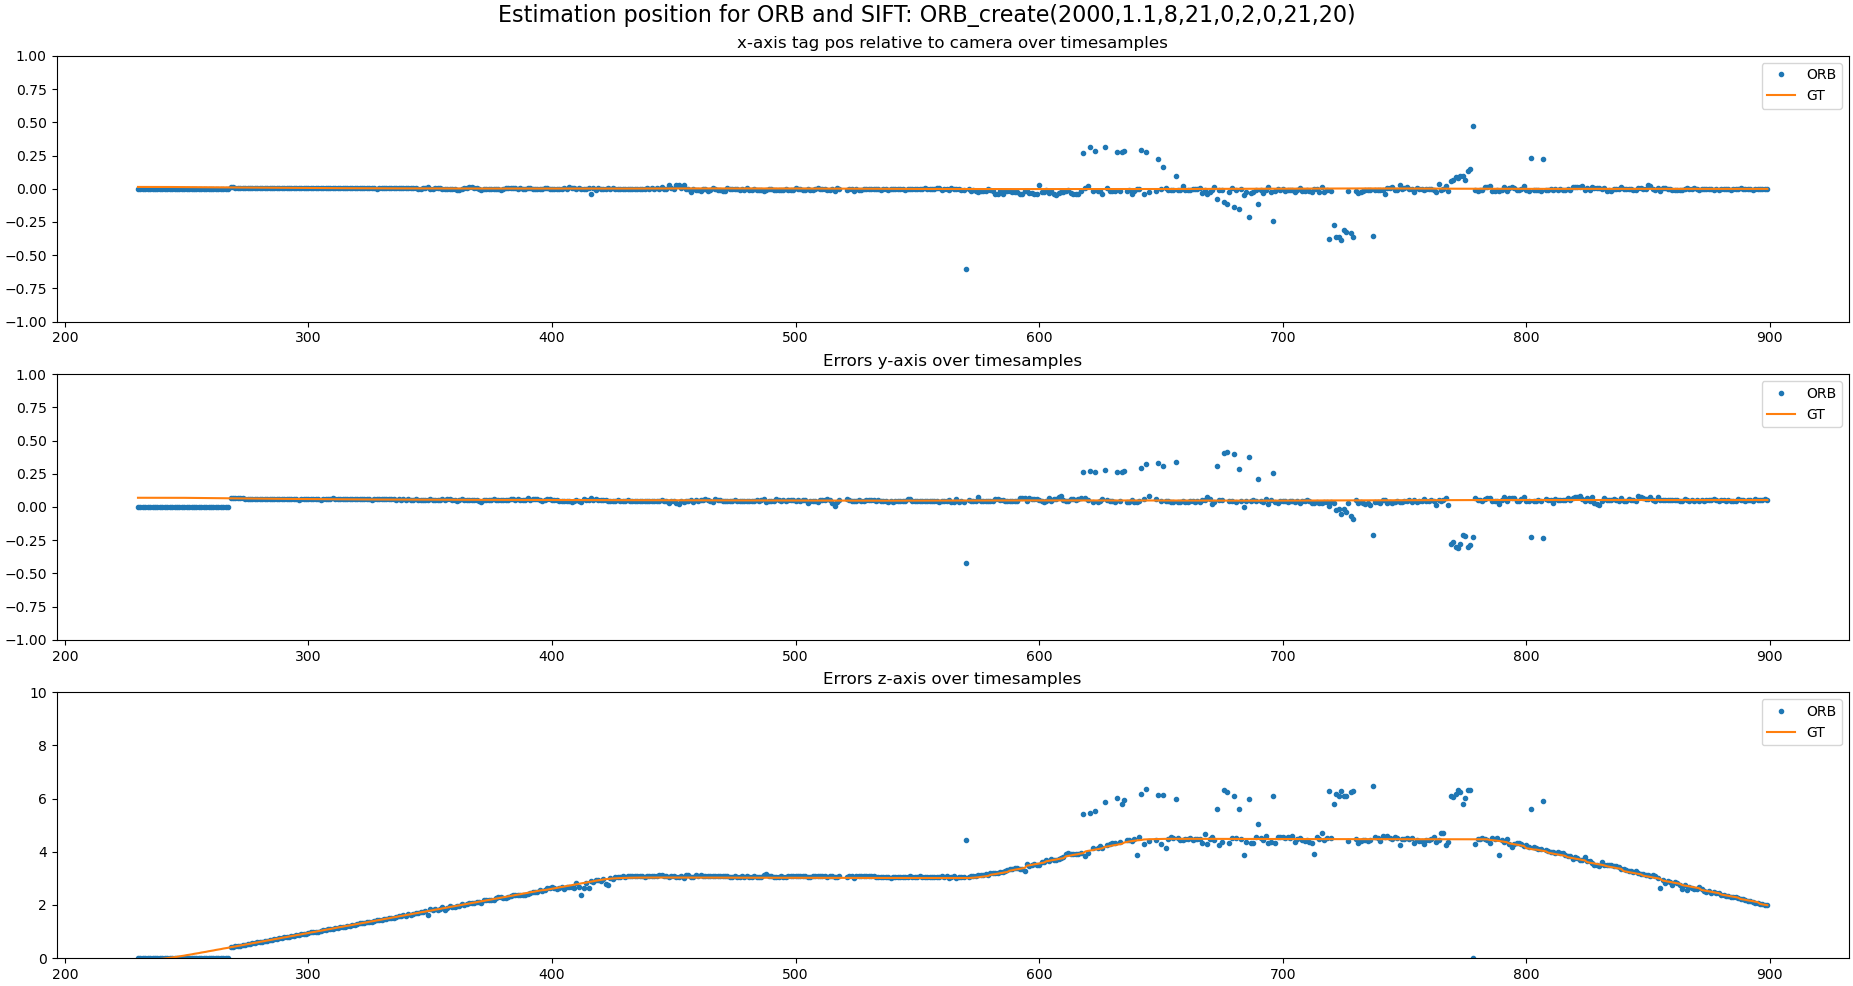 Estimation position for ORB and SIFT: ORB_create(2000,1.1,8,21,0,2,0,21,20)
x-axis tag pos relative to camera over timesamples
1.00
0.75
0.50
0.25
0.00
−0.25
−0.50
−0.75
−1.00
ORB
GT
200 300 400 500 600 700 800 900
Errors y-axis over timesamples
1.00
0.75
0.50
0.25
0.00
−0.25
−0.50
−0.75
−1.00
ORB
GT
200 300 400 500 600 700 800 900
Errors z-axis over timesamples
10
8
6
4
2
0
ORB
GT
200 300 400 500 600 700 800 900